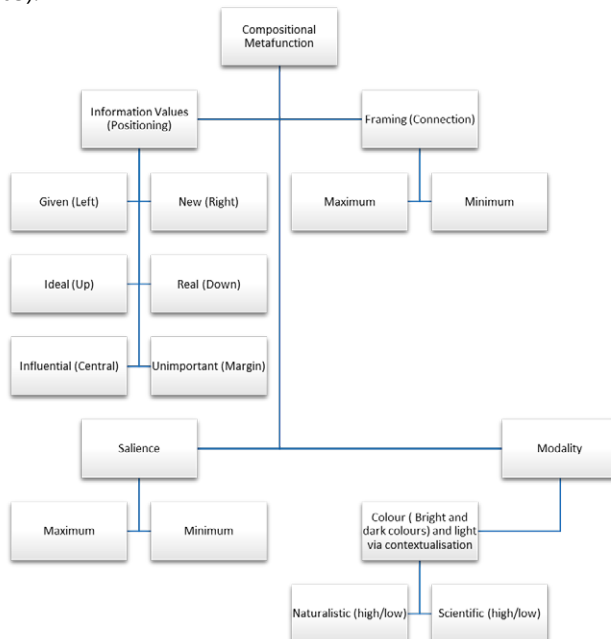 Compositional
Metafunction
Information Values
(Positioning)
Framing (Connection)
Given (Left)
New (Right)
Maximum
Minimum
Ideal (Up)
Real (Down)
Influential (Central)
Unimportant (Margin)
Salience
Modality
Maximum
Minimum
Colour ( Bright and
dark colours) and light
via contextualisation
Naturalistic (high/low)
Scientific (high/low)